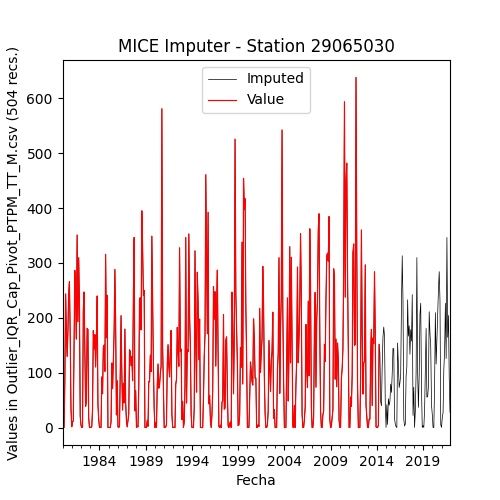 MICE Imputer - Station 29065030
Imputed
Value
Values in Outlier_IQR_Cap_Pivot_PTPM_TT_M.csv (504 recs.)
600
500
400
300
200
100
0
1984 1989 1994 1999 2004 2009 2014 2019
Fecha